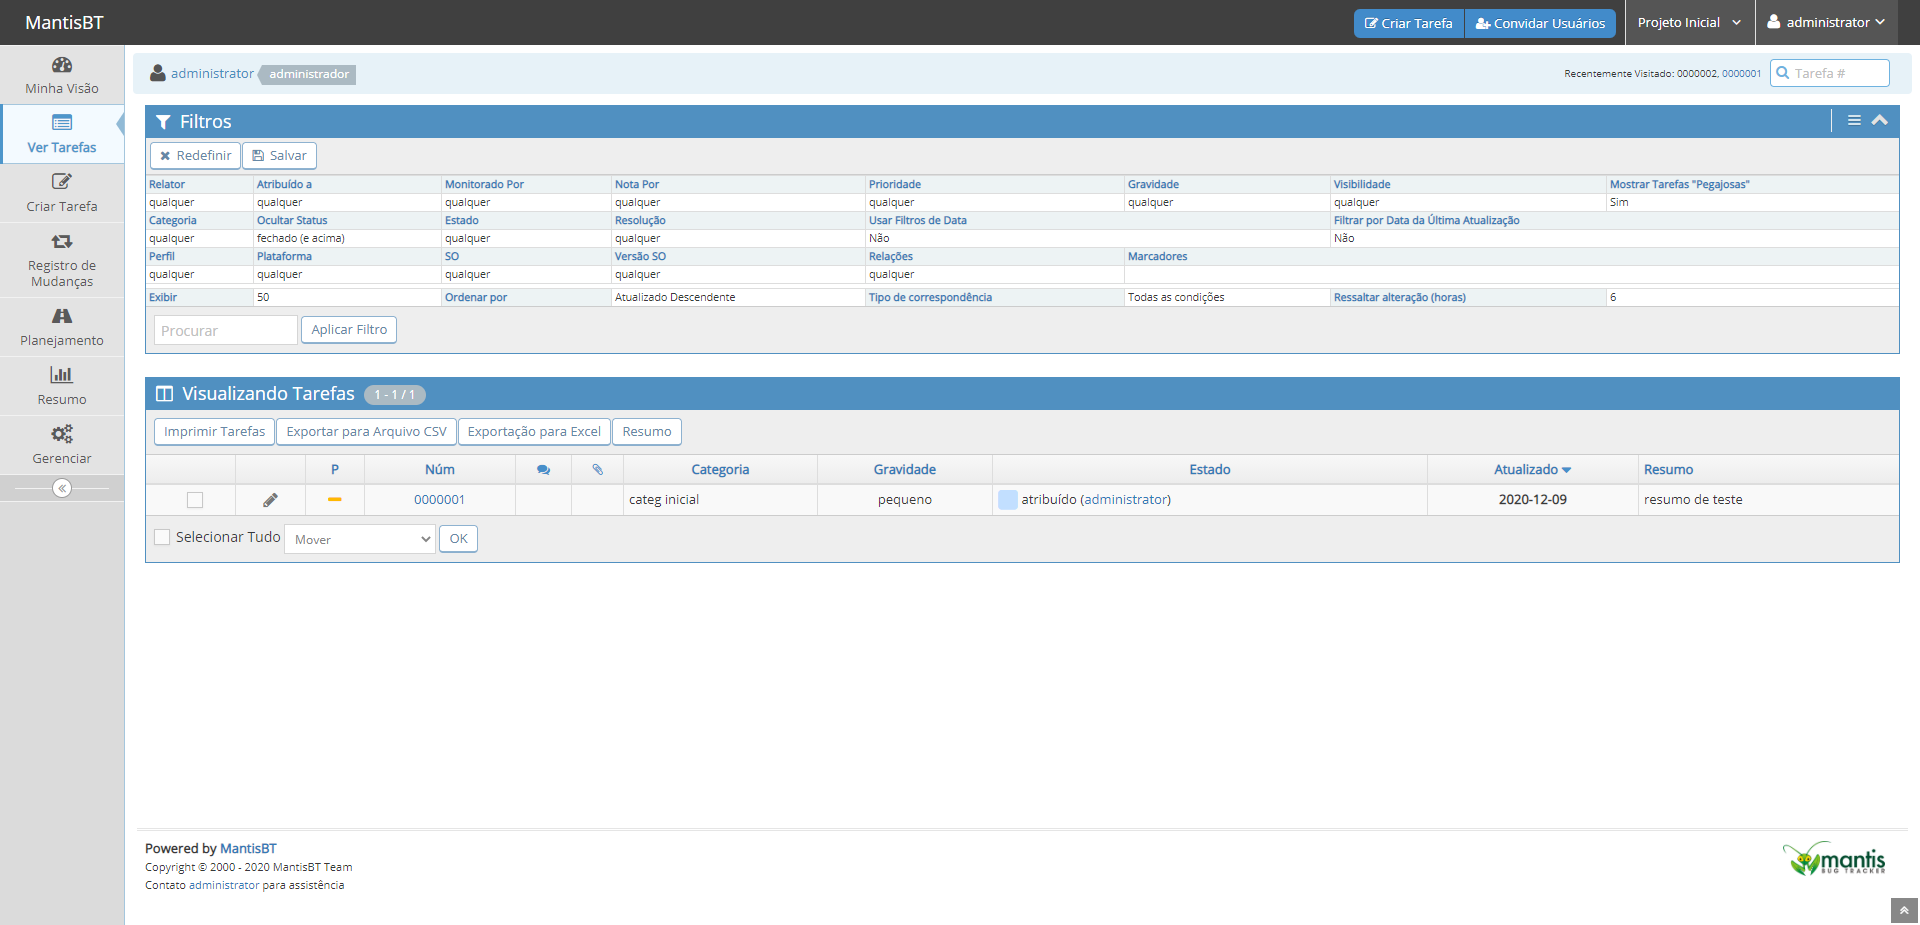 MantisBT
Criar Tarefa Convidar Usuários Projeto Inicial administrator
Minha Visão
Ver Tarefas
Criar Tarefa
Registro de
Mudanças
Planejamento
Resumo
Gerenciar
administrator administrador
Recentemente Visitado: 0000002, 0000001 Tarefa #
Filtros
Redefinir Salvar
Relator Atribuído a Monitorado Por Nota Por Prioridade Gravidade Visibilidade Mostrar Tarefas "Pegajosas"
qualquer qualquer qualquer qualquer qualquer qualquer qualquer Sim
Categoria Ocultar Status Estado Resolução Usar Filtros de Data Filtrar por Data da Última Atualização
qualquer fechado (e acima) qualquer qualquer Não Não
Perfil Plataforma SO Versão SO Relações Marcadores
qualquer qualquer qualquer qualquer qualquer
Exibir 50 Ordenar por Atualizado Descendente Tipo de correspondência Todas as condições Ressaltar alteração (horas) 6
Procurar Aplicar Filtro
Visualizando Tarefas 1 - 1 / 1
Imprimir Tarefas Exportar para Arquivo CSV Exportação para Excel Resumo
P Núm Categoria Gravidade Estado Atualizado Resumo
0000001 categ inicial pequeno atribuído (administrator) 2020-12-09 resumo de teste
Selecionar Tudo Mover OK
Powered by MantisBT
Copyright © 2000 - 2020 MantisBT Team
Contato administrator para assistência
mantis
BUG TRACKER